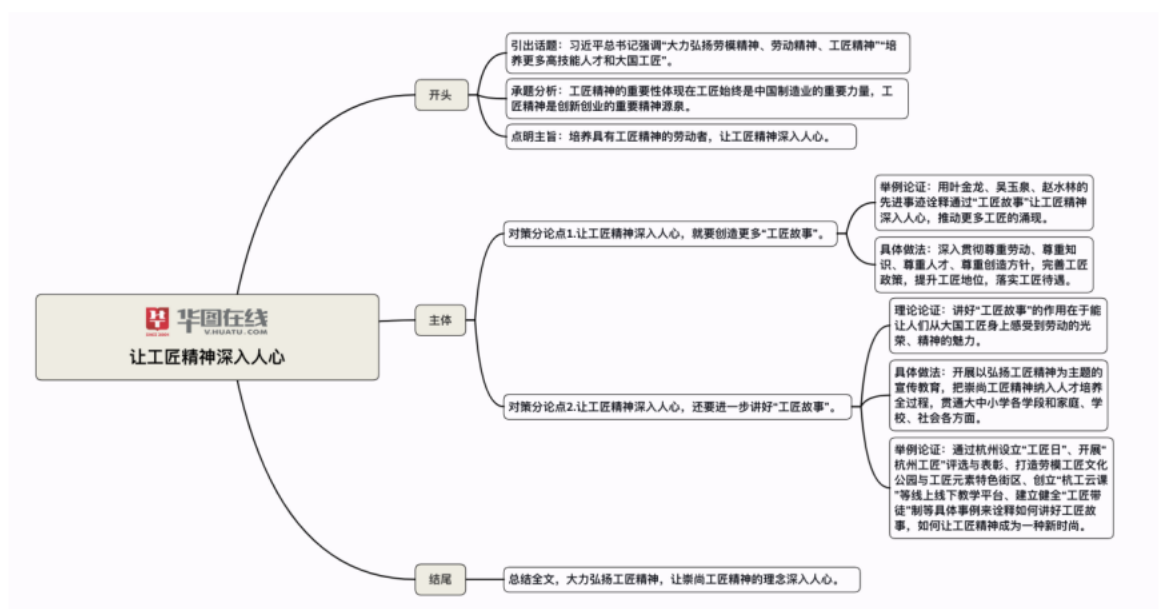 引出话题：习近平总书记强调“大力弘扬劳模精神、劳动精神、工匠精神”“培
养更多高技能人才和大国工匠”。
开头
承题分析：工匠精神的重要性体现在工匠始终是中国制造业的重要力量，工
匠精神是创新创业的重要精神源泉。
点明主旨：培养具有工匠精神的劳动者，让工匠精神深入人心。
华图在线
SINCE 2001
V.HUATU.COM
让工匠精神深入人心
主体
对策分论点1.让工匠精神深入人心，就要创造更多“工匠故事”。
举例论证：用叶金龙、吴玉泉、赵水林的
先进事迹诠释通过“工匠故事”让工匠精神
深入人心，推动更多工匠的涌现。
具体做法：深入贯彻尊重劳动、尊重知
识、尊重人才、尊重创造方针，完善工匠
政策，提升工匠地位，落实工匠待遇。
对策分论点2.让工匠精神深入人心，还要进一步讲好“工匠故事”。
理论论证：讲好“工匠故事”的作用在于能
让人们从大国工匠身上感受到劳动的光
荣、精神的魅力。
具体做法：开展以弘扬工匠精神为主题的
宣传教育，把崇尚工匠精神纳入人才培养
全过程，贯通大中小学各学段和家庭、学
校、社会各方面。
举例论证：通过杭州设立“工匠日”、开展“
杭州工匠”评选与表彰、打造劳模工匠文化
公园与工匠元素特色街区、创立“杭工云课
”等线上线下教学平台、建立健全“工匠带
徒”制等具体事例来诠释如何讲好工匠故
事，如何让工匠精神成为一种新时尚。
结尾
总结全文，大力弘扬工匠精神，让崇尚工匠精神的理念深入人心。